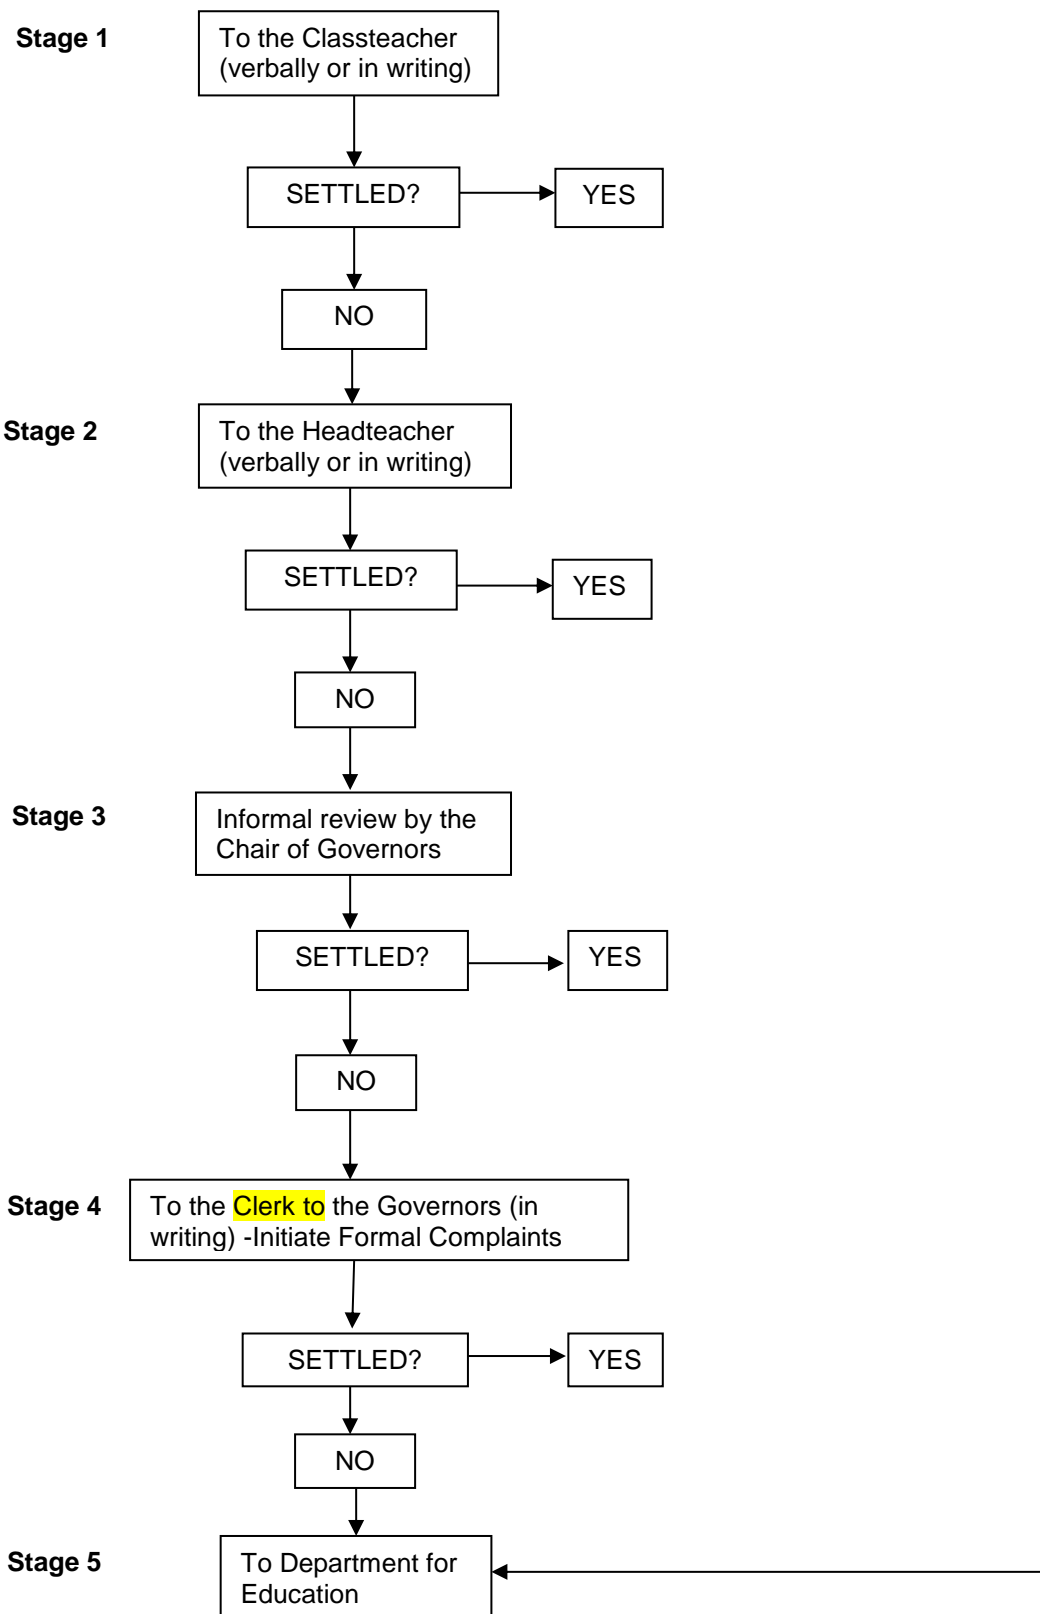 Stage 1
To the Classteacher
(verbally or in writing)
SETTLED?
YES
NO
Stage 2
To the Headteacher
(verbally or in writing)
SETTLED?
YES
NO
Stage 3
Informal review by the
Chair of Governors
SETTLED?
YES
NO
Stage 4
To the Clerk to the Governors (in
writing) -Initiate Formal Complaints
SETTLED?
YES
NO
Stage 5
To Department for
Education